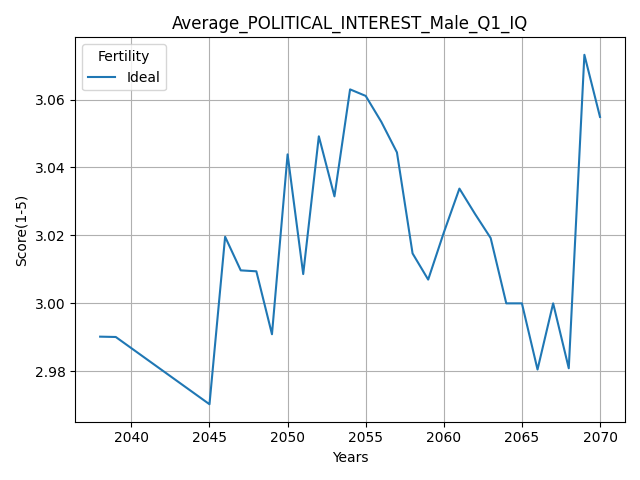 Average_POLITICAL_INTEREST_Male_Q1_IQ
Fertility
Ideal
3.06
3.04
3.02
3.00
2.98
Score(1-5)
2040 2045 2050 2055 2060 2065 2070
Years